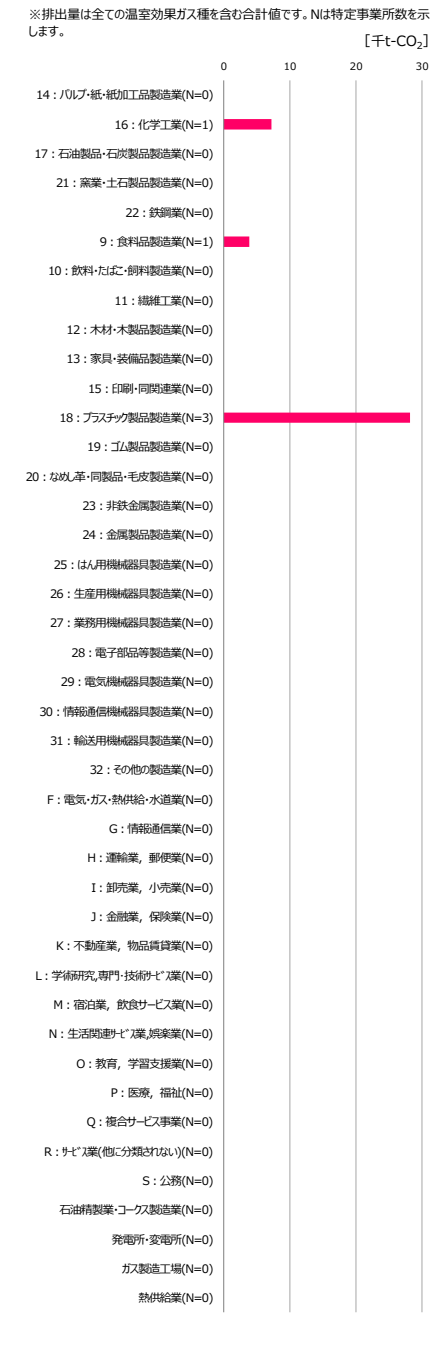 ※排出量は全ての温室効果ガス種を含む合計値です。Nは特定事業所数を示
します。
[千t-CO₂]
0 10 20 30
14：パルプ・紙・紙加工品製造業(N=0)
16：化学工業(N=1)
17：石油製品・石炭製品製造業(N=0)
21：窯業・土石製品製造業(N=0)
22：鉄鋼業(N=0)
9：食料品製造業(N=1)
10：飲料・たばこ・飼料製造業(N=0)
11：繊維工業(N=0)
12：木材・木製品製造業(N=0)
13：家具・装備品製造業(N=0)
15：印刷・同関連業(N=0)
18：プラスチック製品製造業(N=3)
19：ゴム製品製造業(N=0)
20：なめし革・同製品・毛皮製造業(N=0)
23：非鉄金属製造業(N=0)
24：金属製品製造業(N=0)
25：はん用機械器具製造業(N=0)
26：生産用機械器具製造業(N=0)
27：業務用機械器具製造業(N=0)
28：電子部品等製造業(N=0)
29：電気機械器具製造業(N=0)
30：情報通信機械器具製造業(N=0)
31：輸送用機械器具製造業(N=0)
32：その他の製造業(N=0)
F：電気・ガス・熱供給・水道業(N=0)
G：情報通信業(N=0)
H：運輸業，郵便業(N=0)
I：卸売業，小売業(N=0)
J：金融業，保険業(N=0)
K：不動産業，物品賃貸業(N=0)
L：学術研究,専門・技術ｻｰﾋﾞｽ業(N=0)
M：宿泊業，飲食サービス業(N=0)
N：生活関連ｻｰﾋﾞｽ業,娯楽業(N=0)
O：教育，学習支援業(N=0)
P：医療，福祉(N=0)
Q：複合サービス事業(N=0)
R：ｻｰﾋﾞｽ業(他に分類されない)(N=0)
S：公務(N=0)
石油精製業・コークス製造業(N=0)
発電所・変電所(N=0)
ガス製造工場(N=0)
熱供給業(N=0)